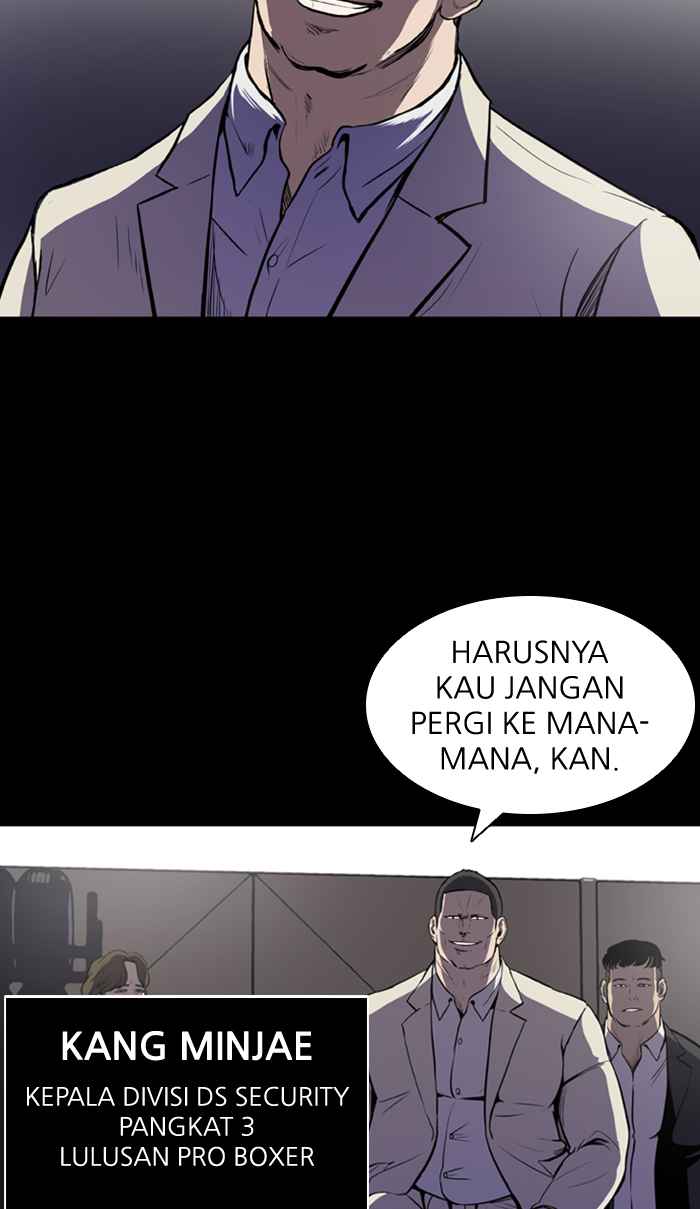 HARUSNYA
KAU JANGAN
PERGI KE MANA-
MANA, KAN.
KANG MINJAE
KEPALA DIVISI DS SECURITY
PANGKAT 3
LULUSAN PRO BOXER